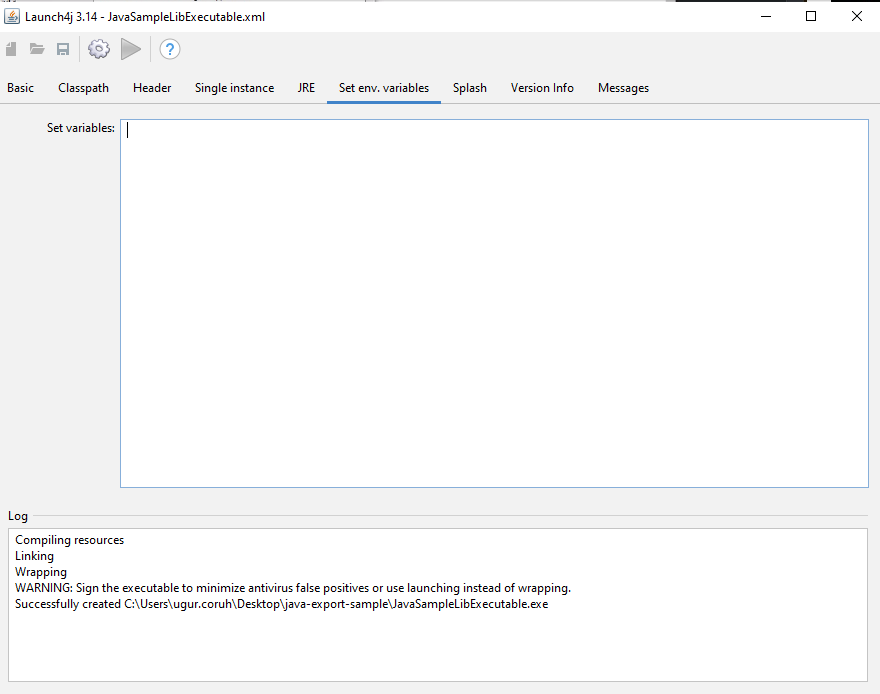 Launch4j 3.14 - JavaSampleLibExecutable.xml
?
Basic Classpath Header Single instance JRE Set env. variables Splash Version Info Messages
Set variables:
Log
Compiling resources
Linking
Wrapping
WARNING: Sign the executable to minimize antivirus false positives or use launching instead of wrapping.
Successfully created C:\Users\ugur.coruh\Desktop\java-export-sample\JavaSampleLibExecutable.exe